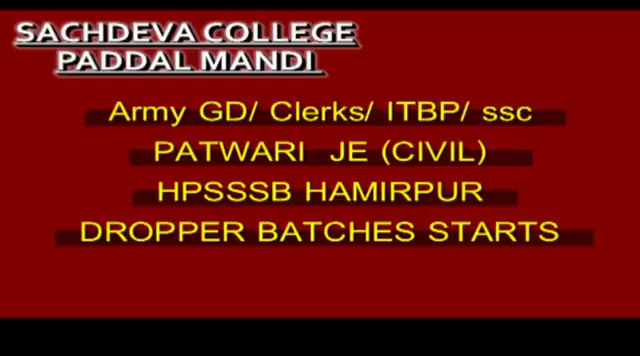 SACHDEVA COLLEGE
PADDAL MANDI
Army GD/ Clerks/ ITBP/ ssc
PATWARI JE (CIVIL)
HPSSSB HAMIRPUR
DROPPER BATCHES STARTS